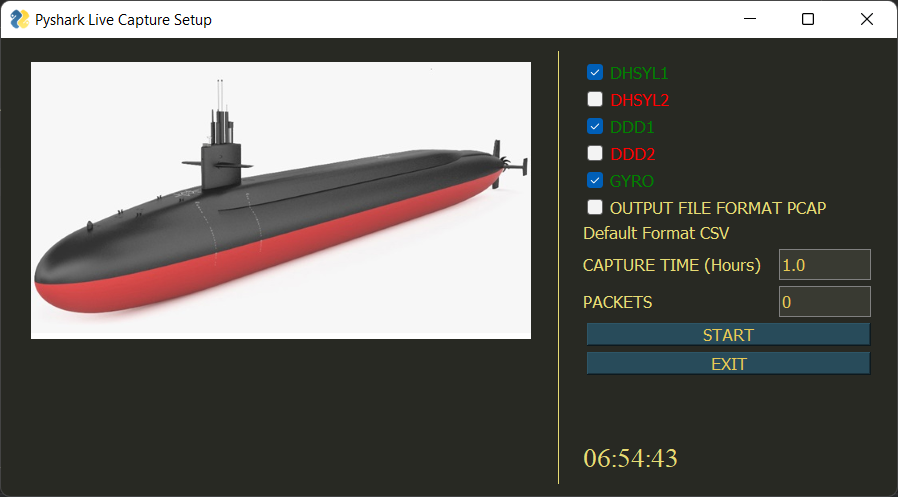 Pyshark Live Capture Setup
DHSYL1
DHSYL2
DDD1
DDD2
GYRO
OUTPUT FILE FORMAT PCAP
Default Format CSV
CAPTURE TIME (Hours) 1.0
PACKETS 0
START
EXIT
06:54:43